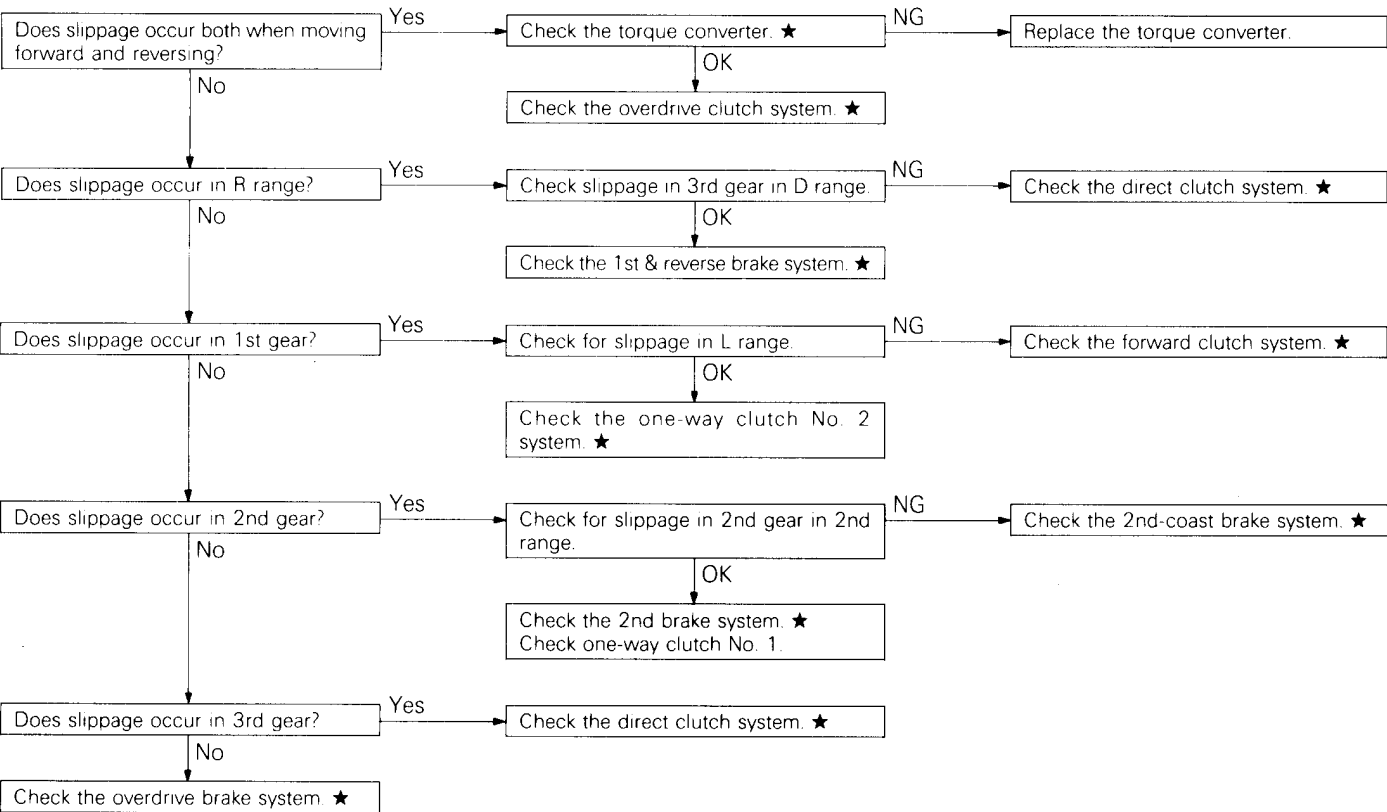 Does slippage occur both when moving
forward and reversing?
Yes
Check the torque converter. ★
NG
Replace the torque converter.
No
OK
Check the overdrive clutch system. ★
Does slippage occur in R range?
Yes
Check slippage in 3rd gear in D range.
NG
Check the direct clutch system. ★
No
OK
Check the 1st & reverse brake system. ★
Does slippage occur in 1st gear?
Yes
Check for slippage in L range.
NG
Check the forward clutch system. ★
No
OK
Check the one-way clutch No. 2
system. ★
Does slippage occur in 2nd gear?
Yes
Check for slippage in 2nd gear in 2nd
range.
NG
Check the 2nd-coast brake system. ★
No
OK
Check the 2nd brake system. ★
Check one-way clutch No. 1.
Does slippage occur in 3rd gear?
Yes
Check the direct clutch system. ★
No
Check the overdrive brake system. ★